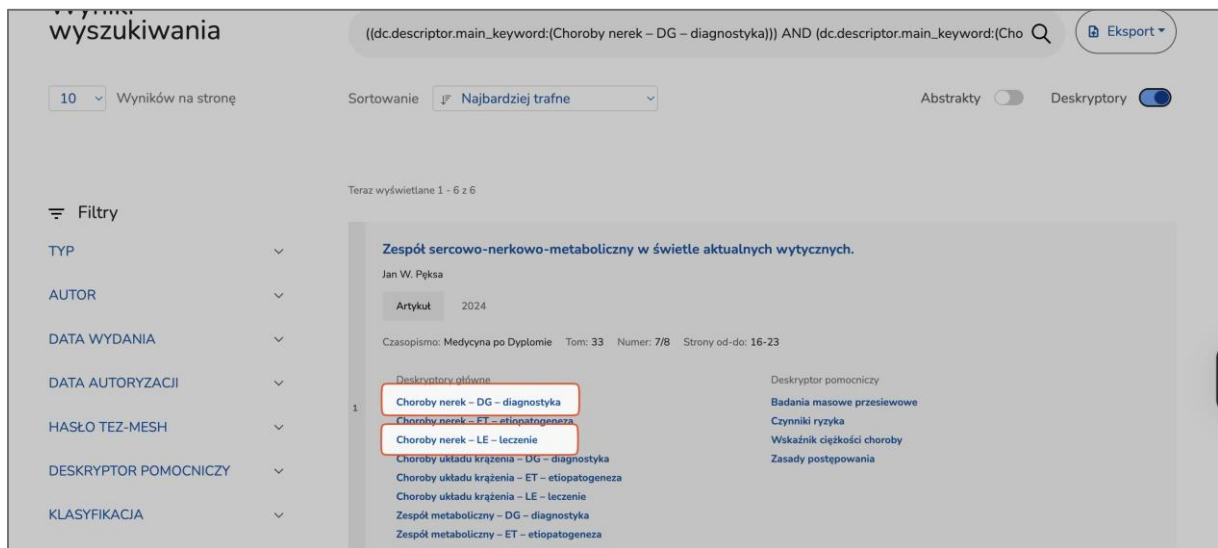 wyszukiwania
((dc.descriptor.main_keyword:(Choroby nerek – DG – diagnostyka))) AND (dc.descriptor.main_keyword:(Cho
Eksport
10 Wyników na stronę
Sortowanie Najbardziej trafne
Abstrakty Deskryptory
Teraz wyświetlane 1 - 6 z 6
Filtry
TYP
AUTOR
DATA WYDANIA
DATA AUTORYZACJI
HASŁO TEZ-MESH
DESKRYPTOR POMOCNICZY
KLASYFIKACJA
Zespół sercowo-nerkowo-metaboliczny w świetle aktualnych wytycznych.
Jan W. Pęksa
Artykuł 2024
Czasopismo: Medycyna po Dyplomie Tom: 33 Numer: 7/8 Strony od-do: 16-23
1
Deskryptory główne
Choroby nerek – DG – diagnostyka
Choroby nerek – ET – etiopatogeneza
Choroby nerek – LE – leczenie
Choroby układu krążenia – DG – diagnostyka
Choroby układu krążenia – ET – etiopatogeneza
Choroby układu krążenia – LE – leczenie
Zespół metaboliczny – DG – diagnostyka
Zespół metaboliczny – ET – etiopatogeneza
Deskryptor pomocniczy
Badania masowe przesiewowe
Czynniki ryzyka
Wskaźnik ciężkości choroby
Zasady postępowania